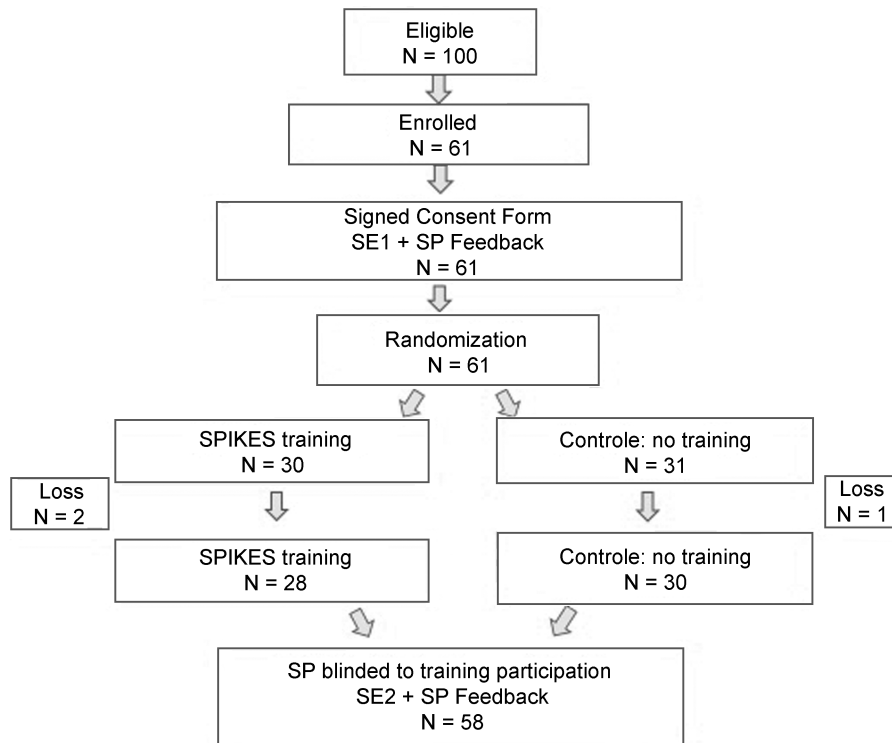 Eligible
N = 100
Enrolled
N = 61
Signed Consent Form
SE1 + SP Feedback
N = 61
Randomization
N = 61
SPIKES training
N = 30
Controle: no training
N = 31
Loss
N = 2
Loss
N = 1
SPIKES training
N = 28
Controle: no training
N = 30
SP blinded to training participation
SE2 + SP Feedback
N = 58